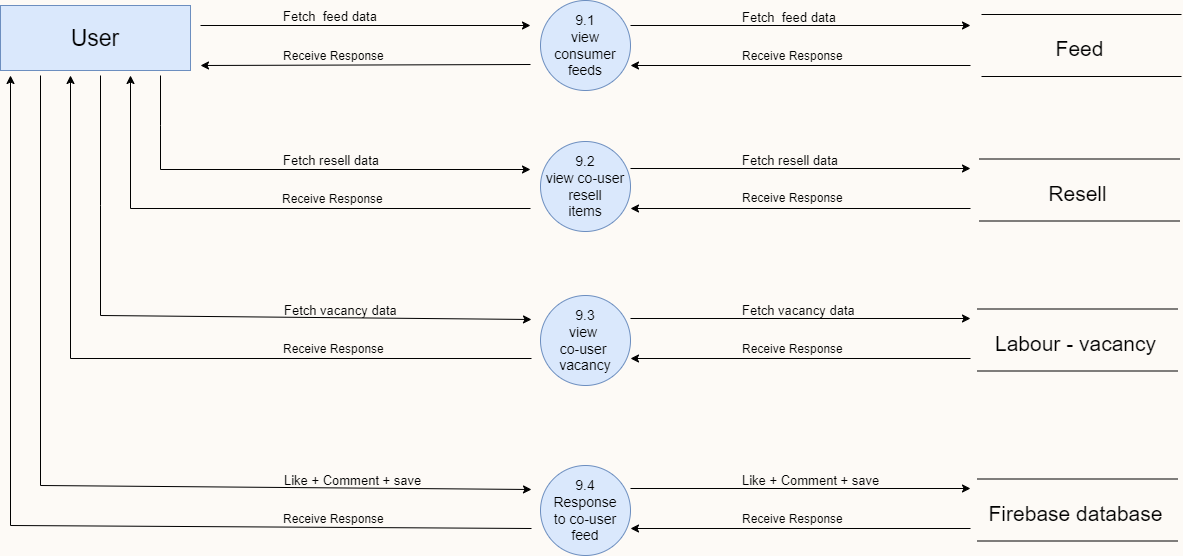 User
Fetch feed data
Receive Response
9.1
view
consumer
feeds
Fetch feed data
Receive Response
Feed
Fetch resell data
Receive Response
9.2
view co-user
resell
items
Fetch resell data
Receive Response
Resell
Fetch vacancy data
Receive Response
9.3
view
co-user
vacancy
Fetch vacancy data
Receive Response
Labour - vacancy
Like + Comment + save
Receive Response
9.4
Response
to co-user
feed
Like + Comment + save
Receive Response
Firebase database